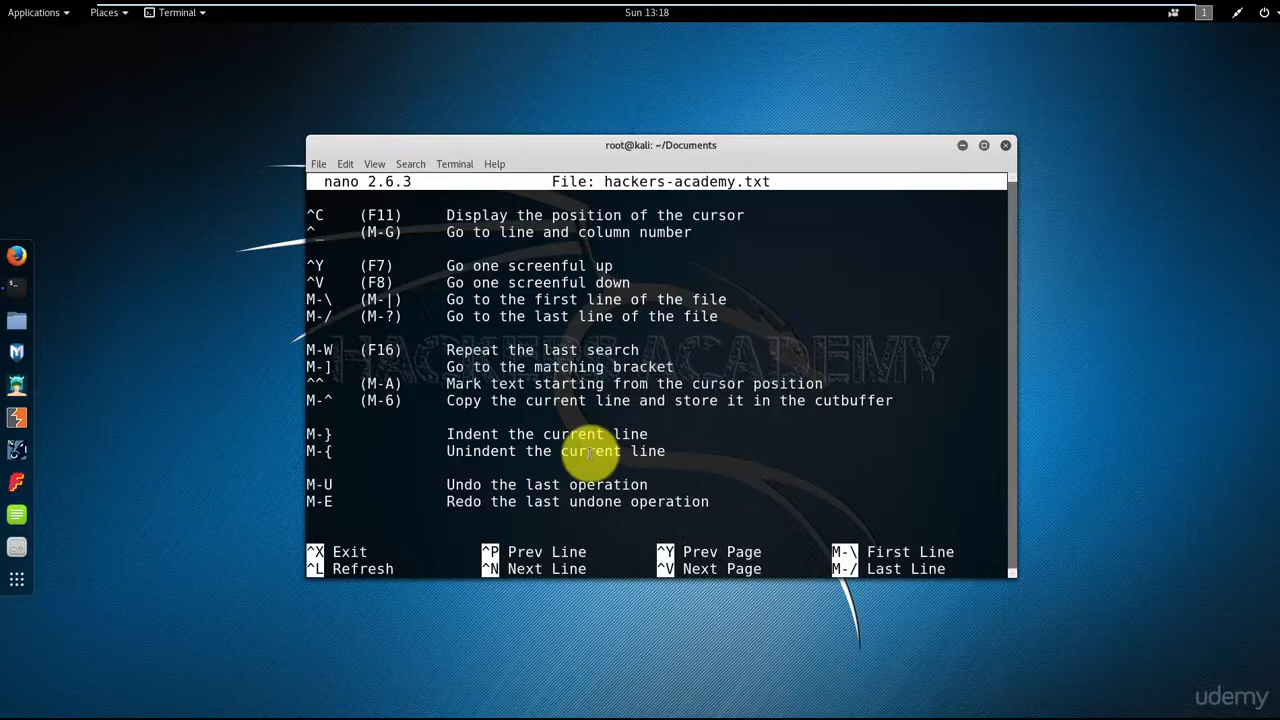 Applications Places Terminal Sun 13:18 1
root@kali: ~/Documents
File Edit View Search Terminal Help
nano 2.6.3 File: hackers-academy.txt
^C (F11) Display the position of the cursor
^_ (M-G) Go to line and column number
^Y (F7) Go one screenful up
^V (F8) Go one screenful down
M-\ (M-|) Go to the first line of the file
M-/ (M-?) Go to the last line of the file
M-W (F16) Repeat the last search
M-] Go to the matching bracket
^^ (M-A) Mark text starting from the cursor position
M-^ (M-6) Copy the current line and store it in the cutbuffer
M-} Indent the current line
M-{ Unindent the current line
M-U Undo the last operation
M-E Redo the last undone operation
^X Exit ^P Prev Line ^Y Prev Page M-\ First Line
^L Refresh ^N Next Line ^V Next Page M-/ Last Line
HACKERS ACADEMY
udemy